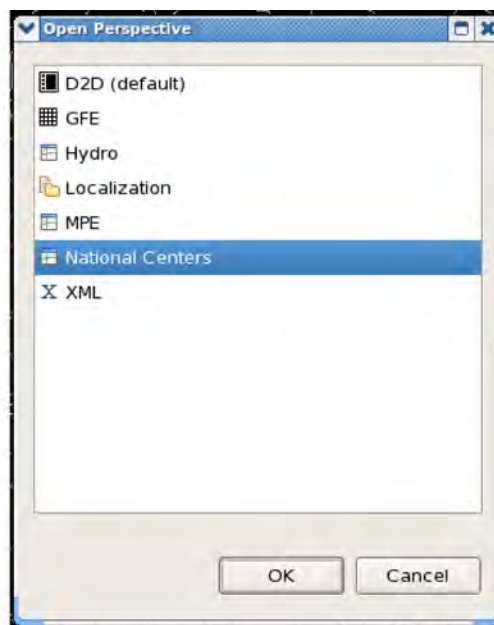 Open Perspective
D2D (default)
GFE
Hydro
Localization
MPE
National Centers
X XML
OK
Cancel